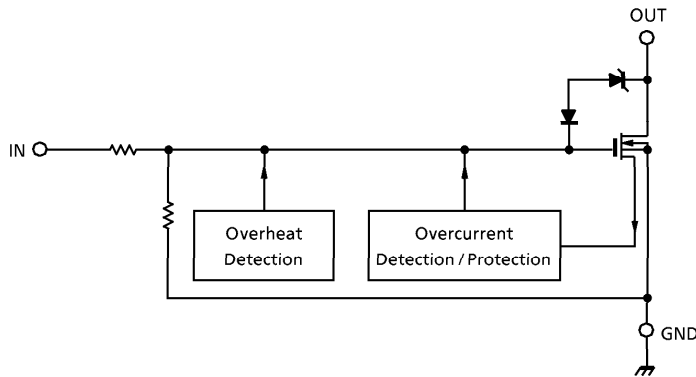 OUT
IN
Overheat
Detection
Overcurrent
Detection / Protection
GND